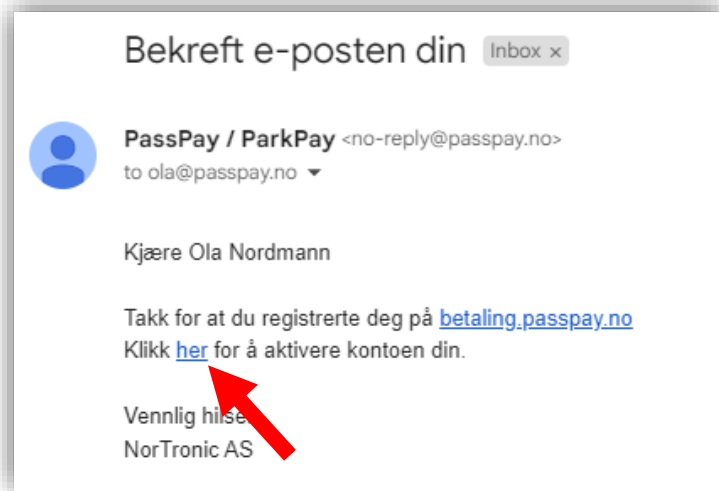 Bekreft e-posten din Inbox x
PassPay / ParkPay <no-reply@passpay.no>
to ola@passpay.no
Kjære Ola Nordmann
Takk for at du registrerte deg på betaling.passpay.no
Klikk her for å aktivere kontoen din.
Vennlig hilse
NorTronic AS